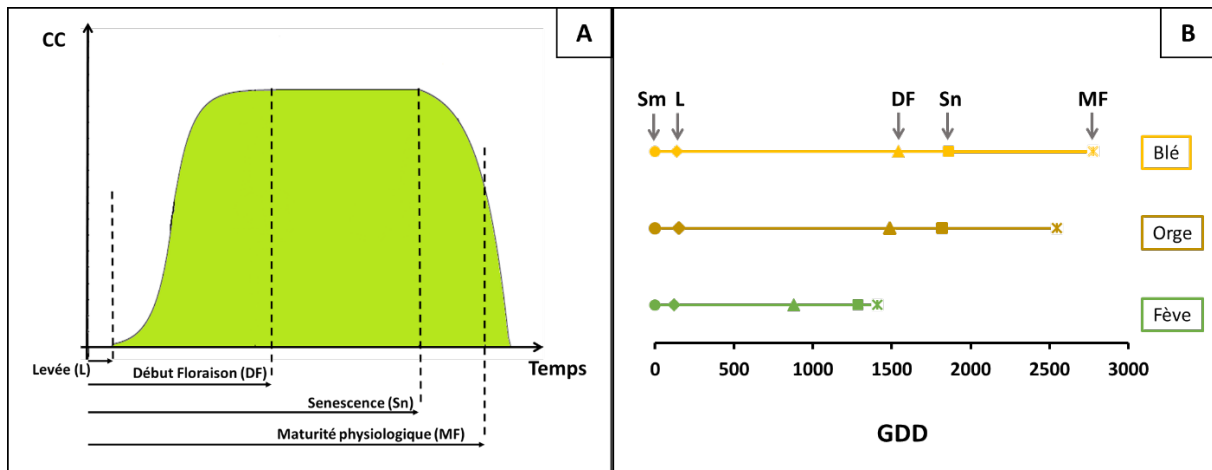 CC
A
Levée (L)
Temps
Début Floraison (DF)
Senescence (Sn)
Maturité physiologique (MF)
B
Sm L DF Sn MF
Blé
Orge
Fève
0 500 1000 1500 2000 2500 3000
GDD